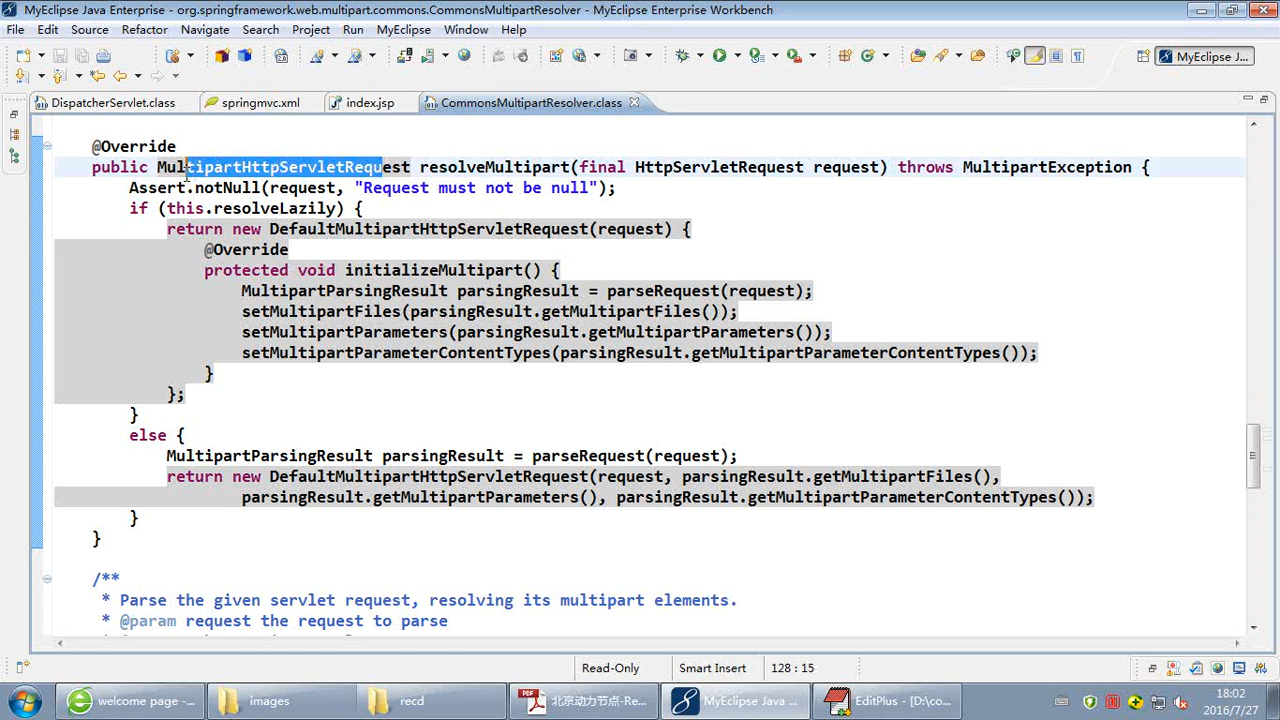 MyEclipse Java Enterprise - org.springframework.web.multipart.commons.CommonsMultipartResolver - MyEclipse Enterprise Workbench
File Edit Source Refactor Navigate Search Project Run MyEclipse Window Help
MyEclipse J...
DispatcherServlet.class springmvc.xml index.jsp CommonsMultipartResolver.class
@Override
public MultipartHttpServletRequest resolveMultipart(final HttpServletRequest request) throws MultipartException {
Assert.notNull(request, "Request must not be null");
if (this.resolveLazily) {
return new DefaultMultipartHttpServletRequest(request) {
@Override
protected void initializeMultipart() {
MultipartParsingResult parsingResult = parseRequest(request);
setMultipartFiles(parsingResult.getMultipartFiles());
setMultipartParameters(parsingResult.getMultipartParameters());
setMultipartParameterContentTypes(parsingResult.getMultipartParameterContentTypes());
}
};
}
else {
MultipartParsingResult parsingResult = parseRequest(request);
return new DefaultMultipartHttpServletRequest(request, parsingResult.getMultipartFiles(),
parsingResult.getMultipartParameters(), parsingResult.getMultipartParameterContentTypes());
}
}
/**
* Parse the given servlet request, resolving its multipart elements.
* @param request the request to parse
Read-Only Smart Insert 128 : 15
welcome page -... images recd 北京动力节点-Re... MyEclipse Java ... EditPlus - [D:\co... 18:02
2016/7/27